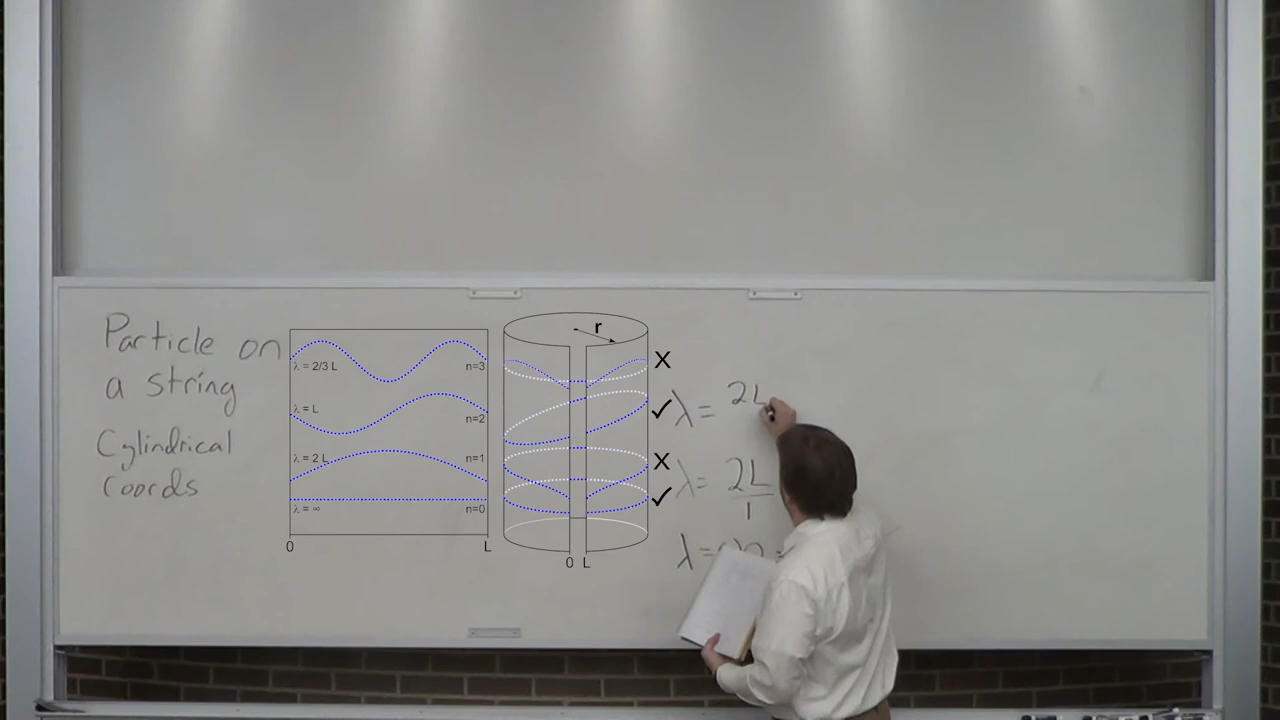 Particle on
a string
Cylindrical
Coords
λ = 2/3 L n=3
λ = L n=2
λ = 2 L n=1
λ = ∞ n=0
0 L
r
X
✓
X
✓
0 L
λ = 2L
λ = 2L
1
λ = ∞